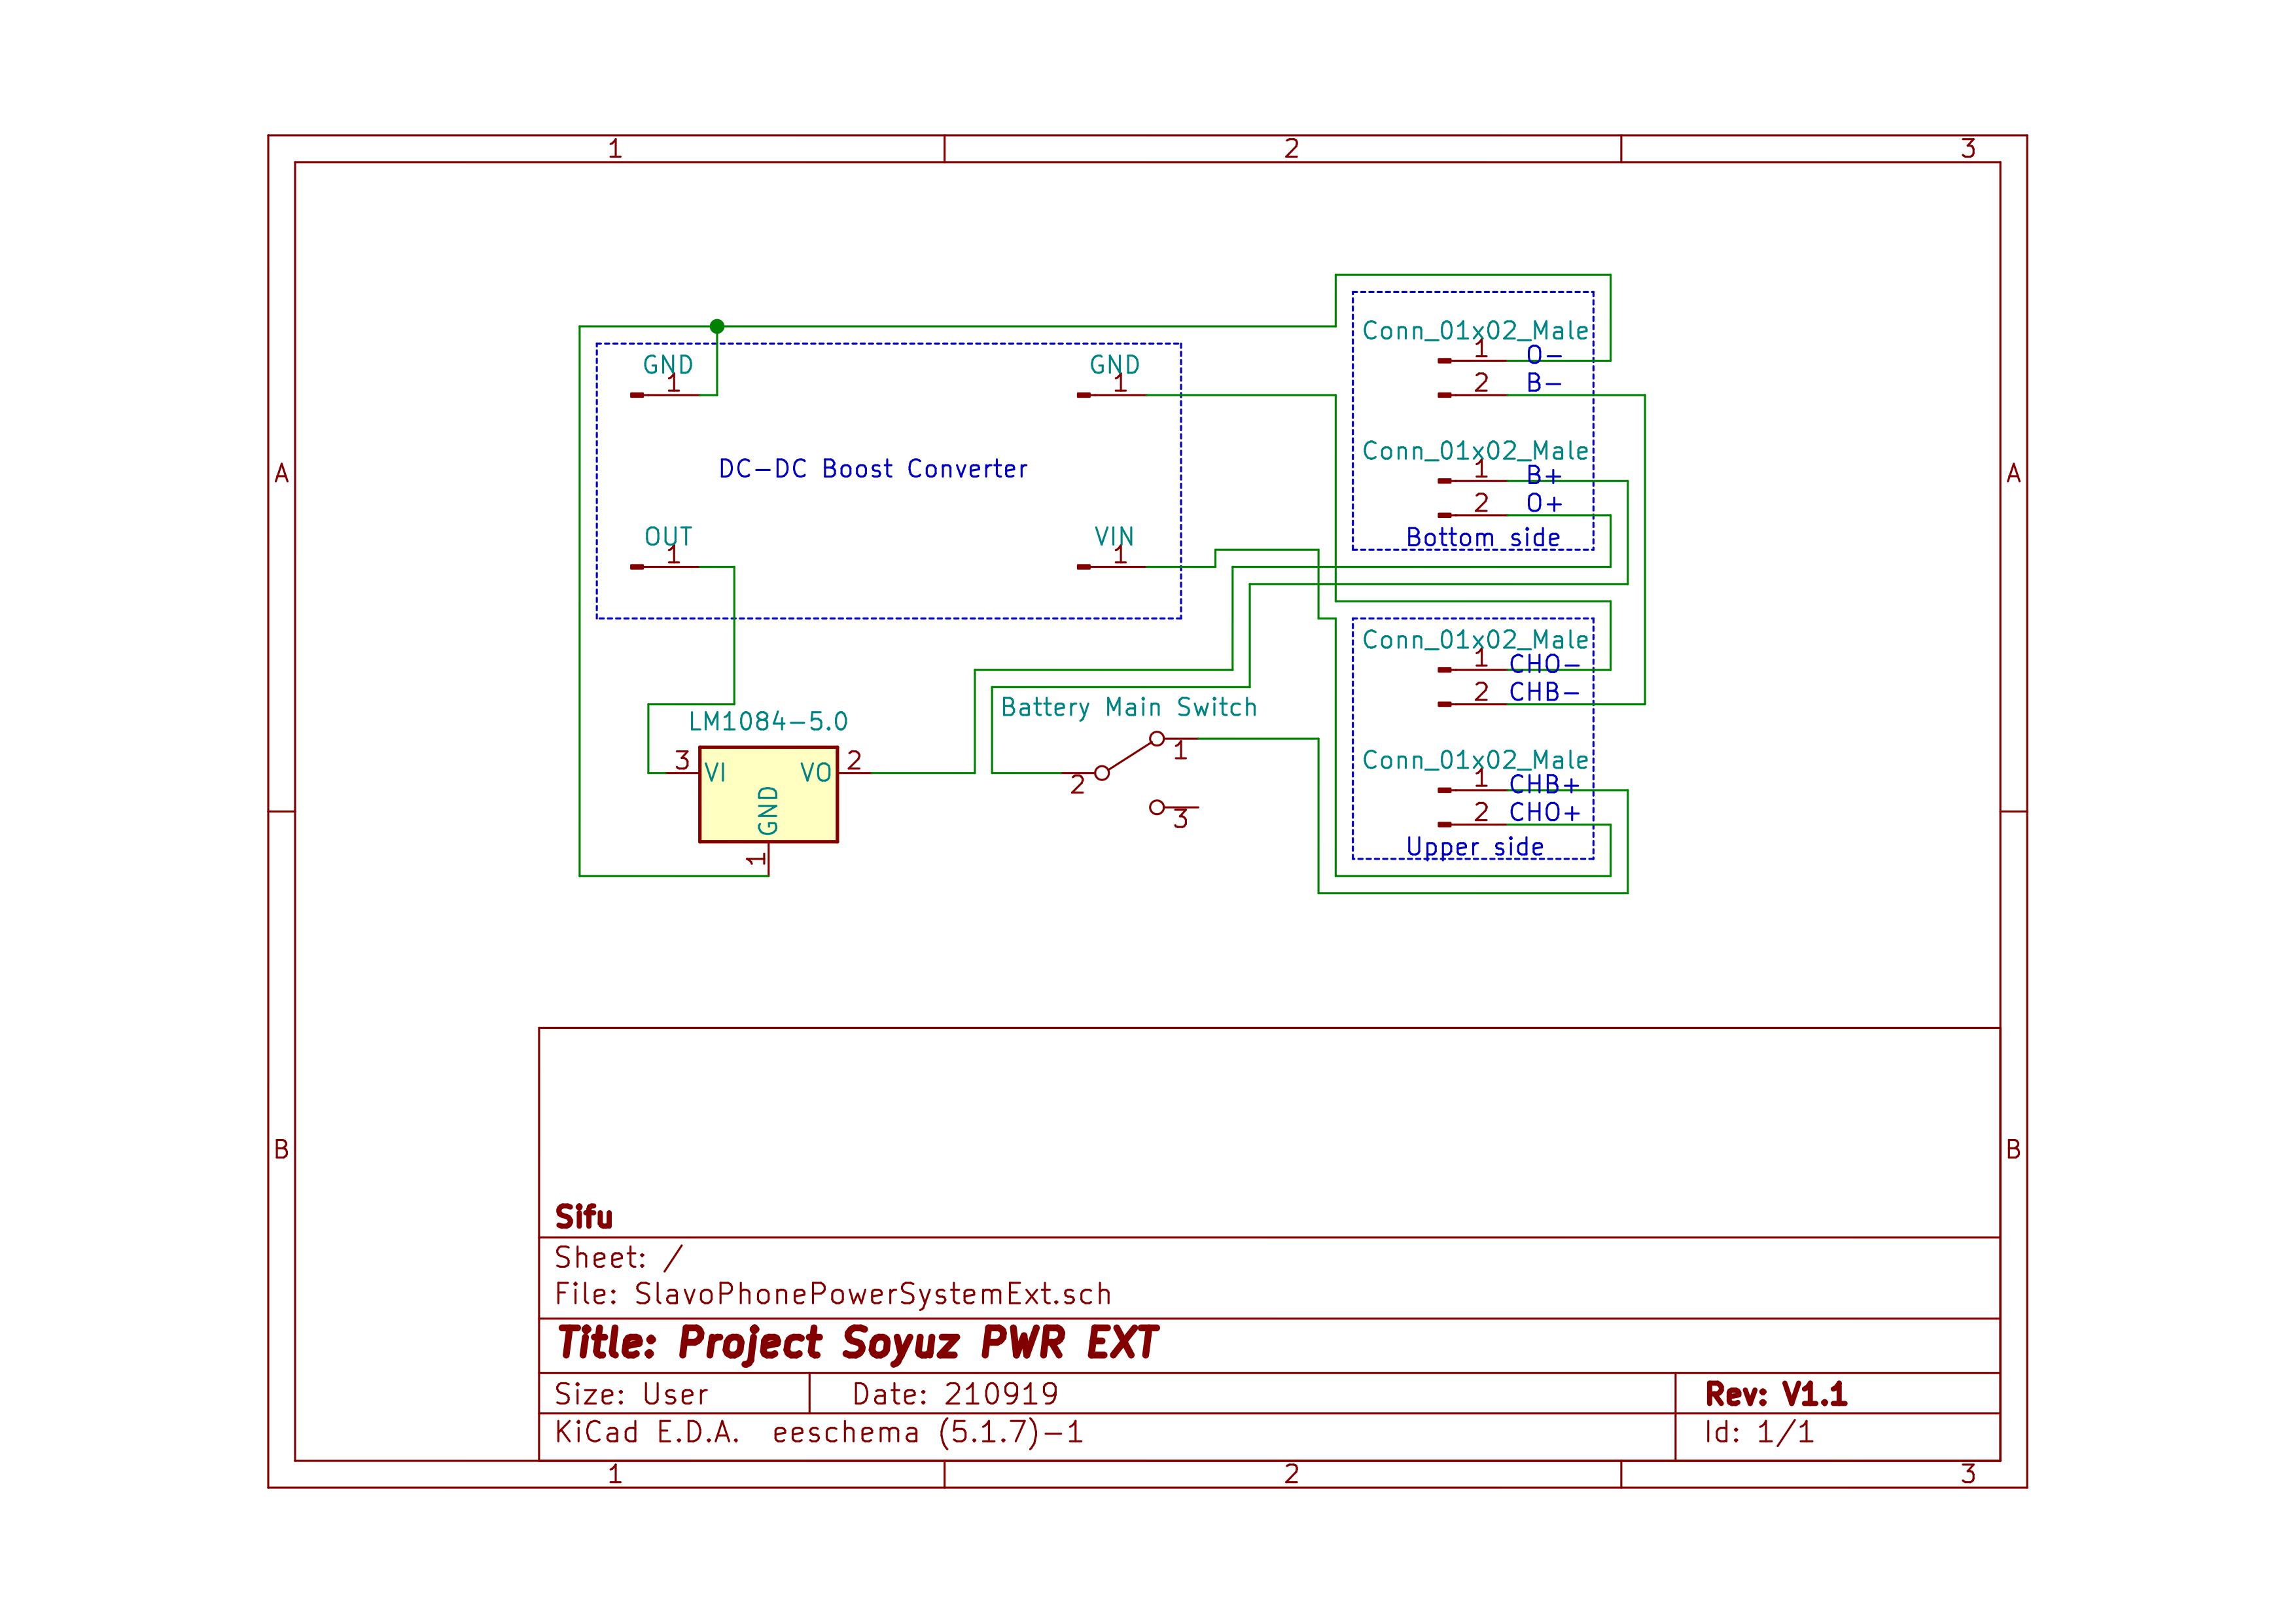 1 2 3
Conn_01x02_Male
1 O-
2 B-
GND
1
GND
1
A
DC-DC Boost Converter
A
Conn_01x02_Male
1 B+
2 O+
Bottom side
OUT
1
VIN
1
Conn_01x02_Male
1 CHO-
2 CHB-
LM1084-5.0
3 VI VO 2
GND
1
Battery Main Switch
1
2
3
Conn_01x02_Male
1 CHB+
2 CHO+
Upper side
B
B
Sifu
Sheet: /
File: SlavoPhonePowerSystemExt.sch
Title: Project Soyuz PWR EXT
Size: User Date: 210919 Rev: V1.1
KiCad E.D.A. eeschema (5.1.7)-1 Id: 1/1
1 2 3